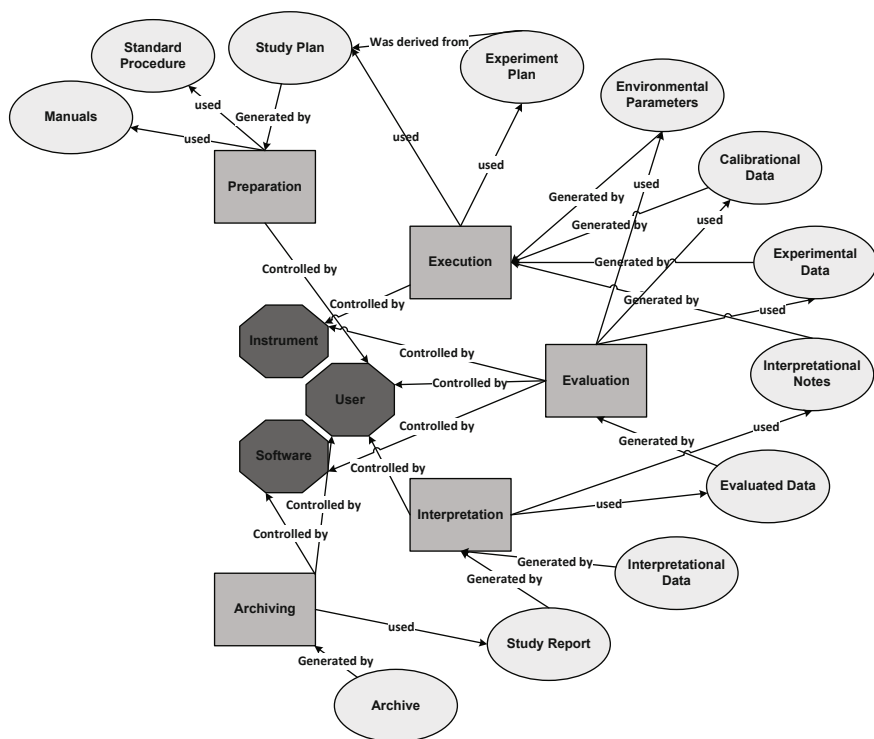 Standard
Procedure
Study Plan
Was derived from
Experiment
Plan
Environmental
Parameters
Manuals
used
used
Generated by
used
used
Calibrational
Data
Preparation
Generated by
used
used
Generated by
Execution
Generated by
Experimental
Data
Controlled by
Controlled by
Generated by
used
Instrument
Controlled by
Evaluation
Interpretational
Notes
User
Controlled by
Controlled by
used
Generated by
Software
Controlled by
Controlled by
Interpretation
used
Evaluated Data
Controlled by
Generated by
Interpretational
Data
Generated by
Archiving
used
Study Report
Generated by
Archive